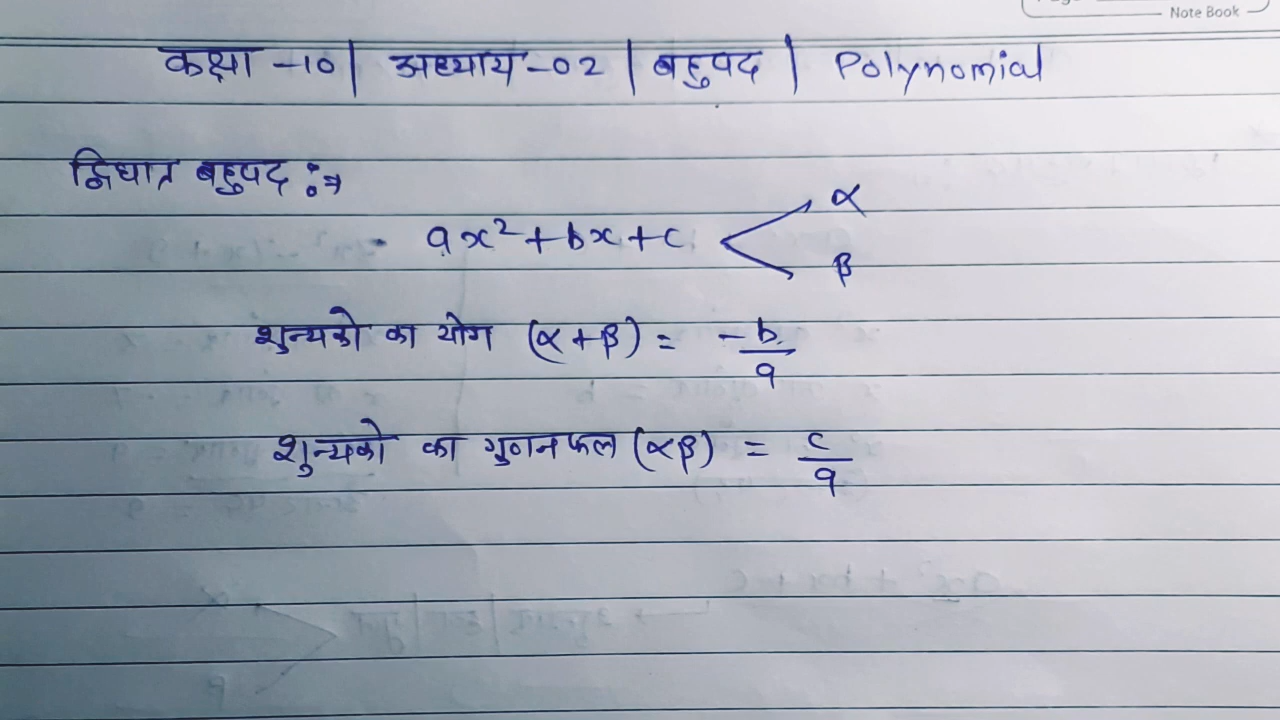 Note Book
कक्षा -10 | अध्याय -02 | बहुपद | Polynomial
द्विघात बहुपद :→
ax² + bx + c < α β
शुन्यको का योग (α + β) = -b/a
शुन्यको का गुणनफल (αβ) = c/a